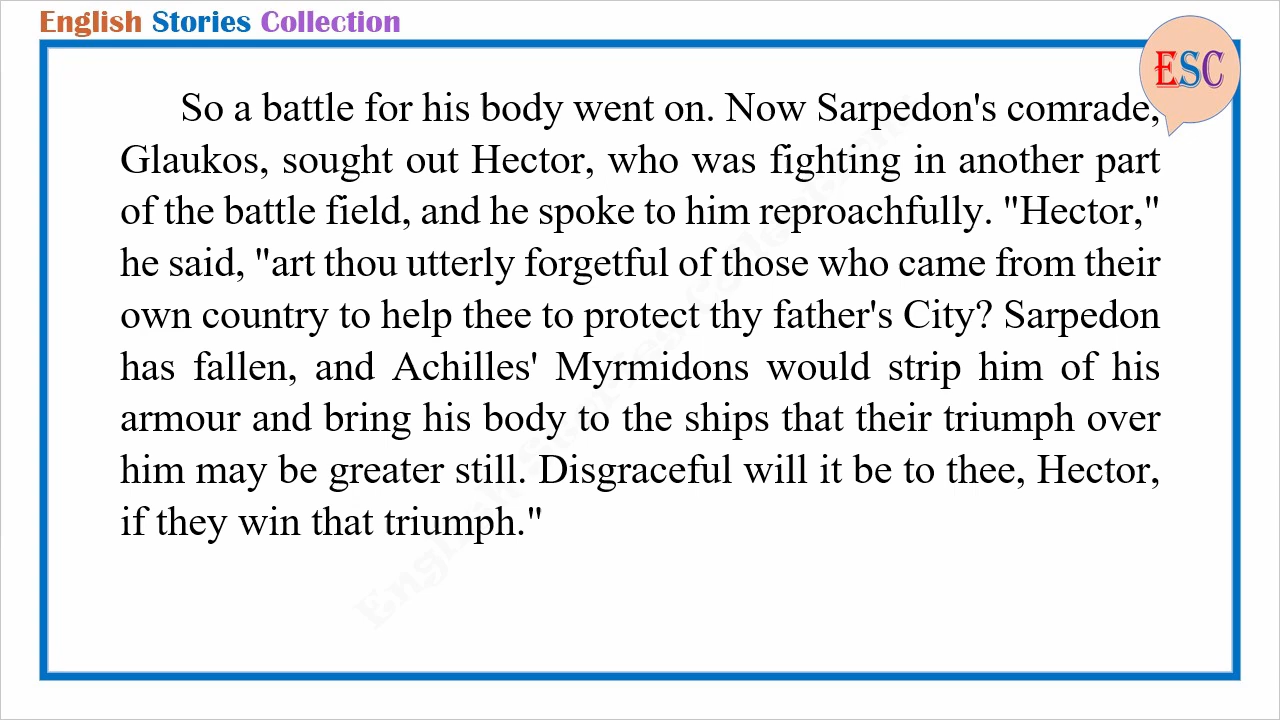 English Stories Collection
ESC
So a battle for his body went on. Now Sarpedon's comrade,
Glaukos, sought out Hector, who was fighting in another part
of the battle field, and he spoke to him reproachfully. "Hector,"
he said, "art thou utterly forgetful of those who came from their
own country to help thee to protect thy father's City? Sarpedon
has fallen, and Achilles' Myrmidons would strip him of his
armour and bring his body to the ships that their triumph over
him may be greater still. Disgraceful will it be to thee, Hector,
if they win that triumph."
English Stories Collection